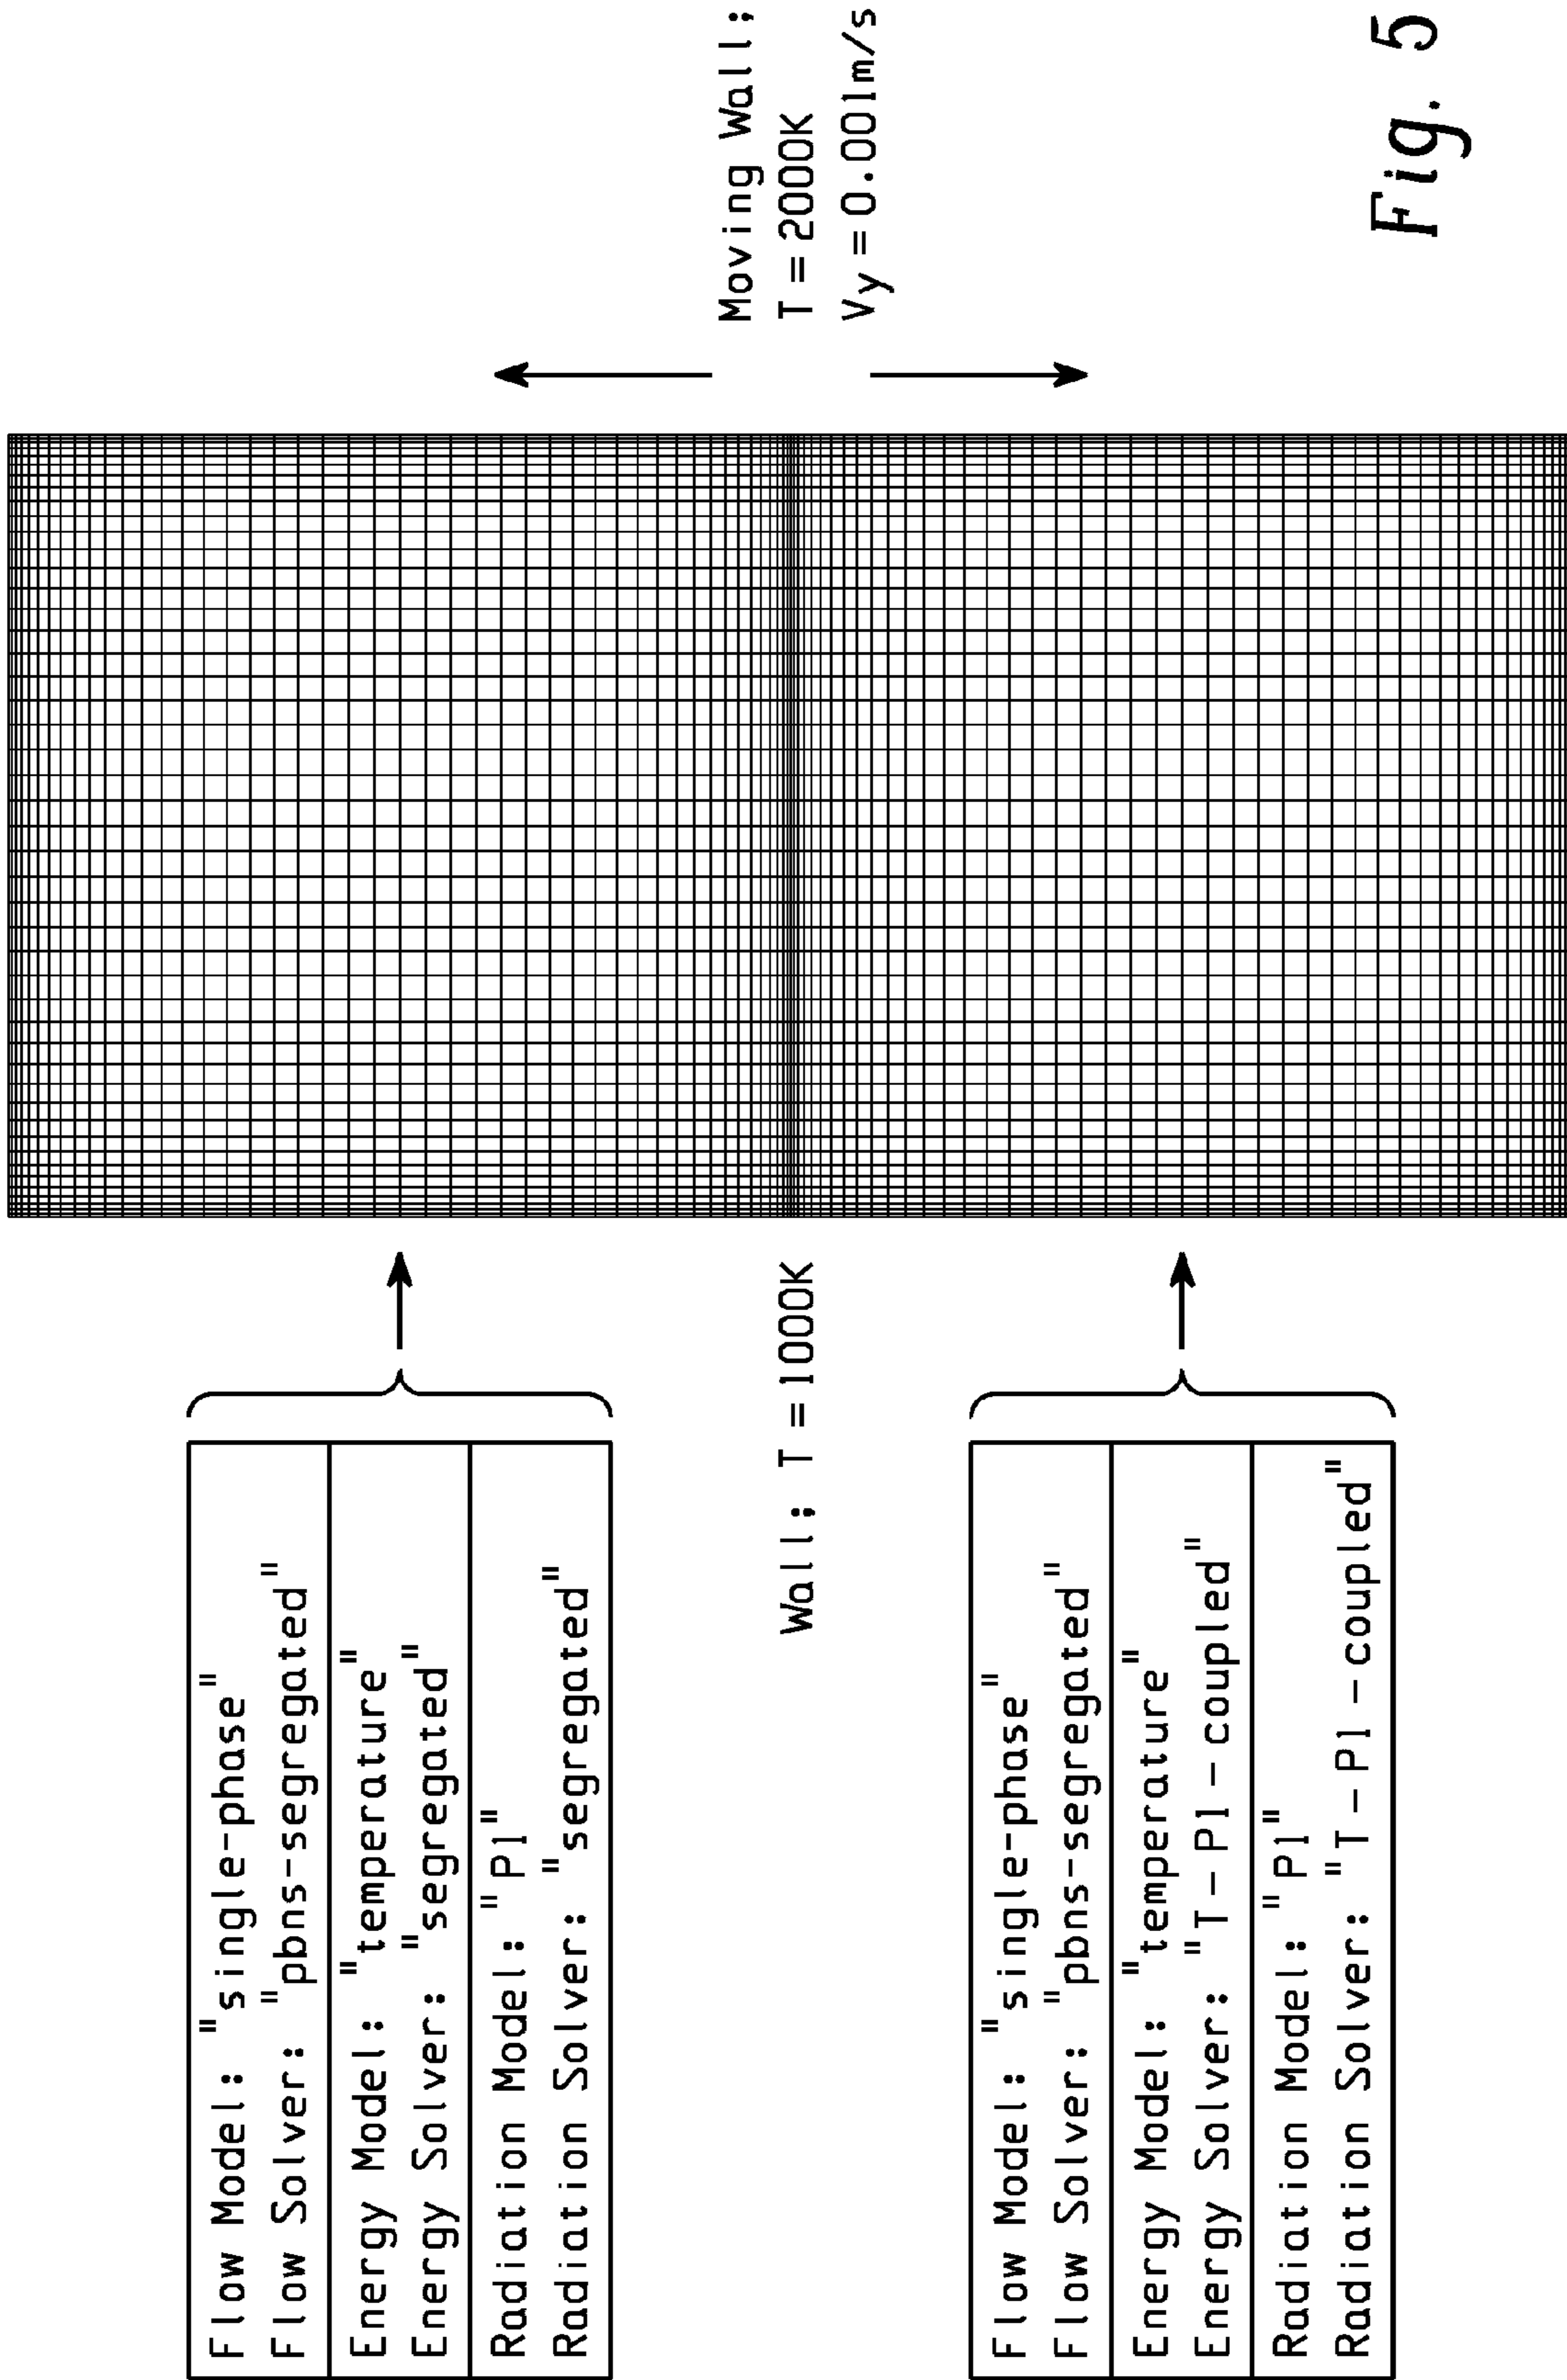 Flow Model: "single-phase"
Flow Solver: "pbns-segregated"
Energy Model: "temperature"
Energy Solver: "segregated"
Radiation Model: "P1"
Radiation Solver: "segregated"
Wall; T = 1000K
Moving Wall;
T = 2000K
Vy = 0.001m/s
Flow Model: "single-phase"
Flow Solver: "pbns-segregated"
Energy Model: "temperature"
Energy Solver: "T-P1-coupled"
Radiation Model: "P1"
Radiation Solver: "T-P1-coupled"
Fig. 5